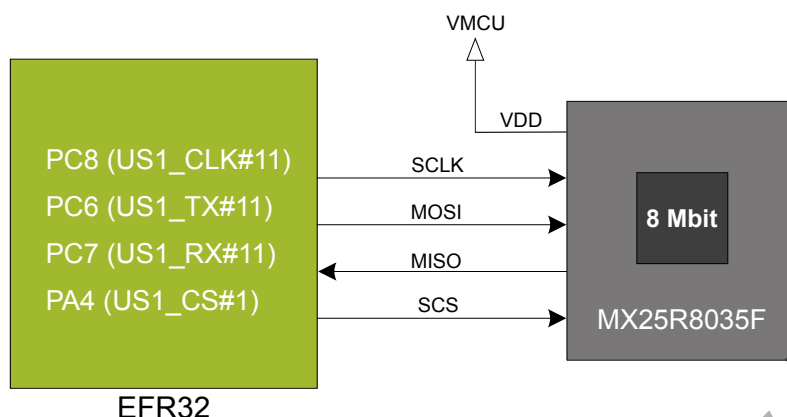 VMCU
VDD
PC8 (US1_CLK#11)
SCLK
PC6 (US1_TX#11)
MOSI
8 Mbit
PC7 (US1_RX#11)
MISO
PA4 (US1_CS#1)
SCS
MX25R8035F
EFR32